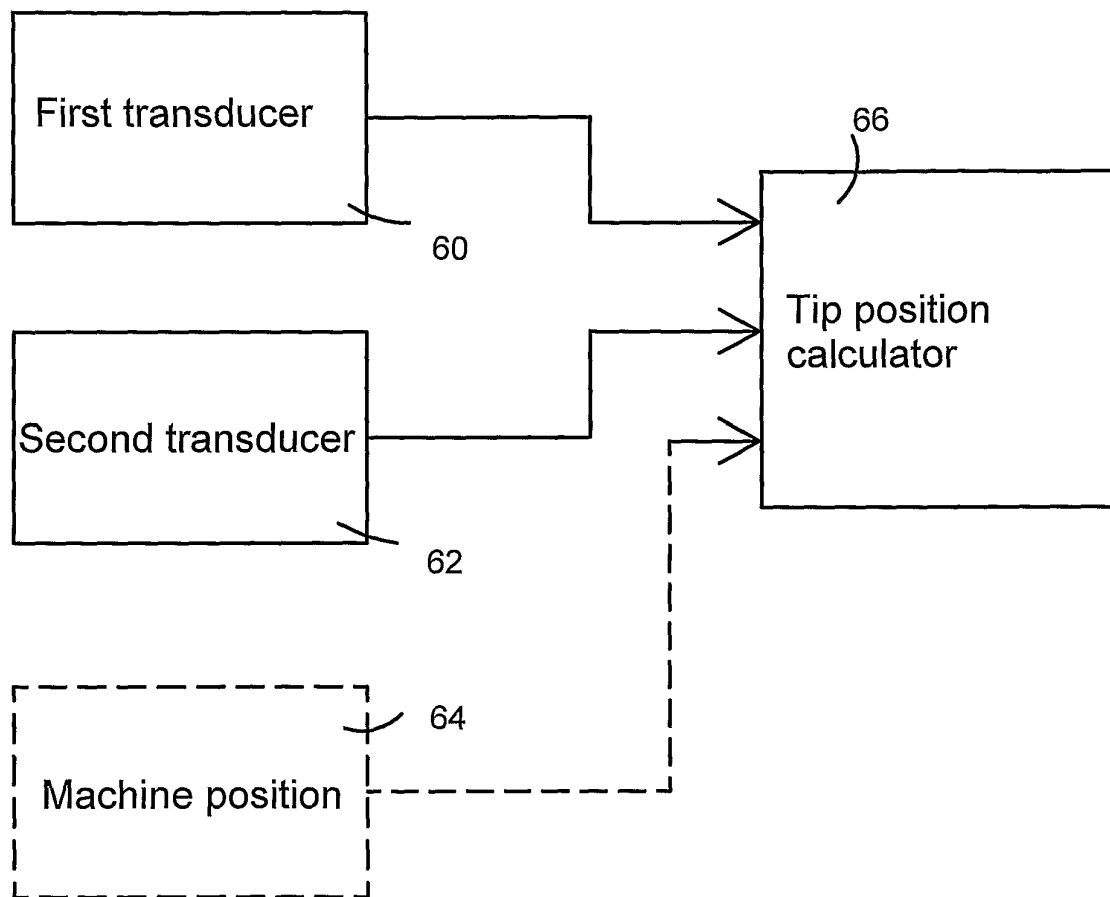 First transducer
60
66
Tip position
calculator
Second transducer
62
64
Machine position